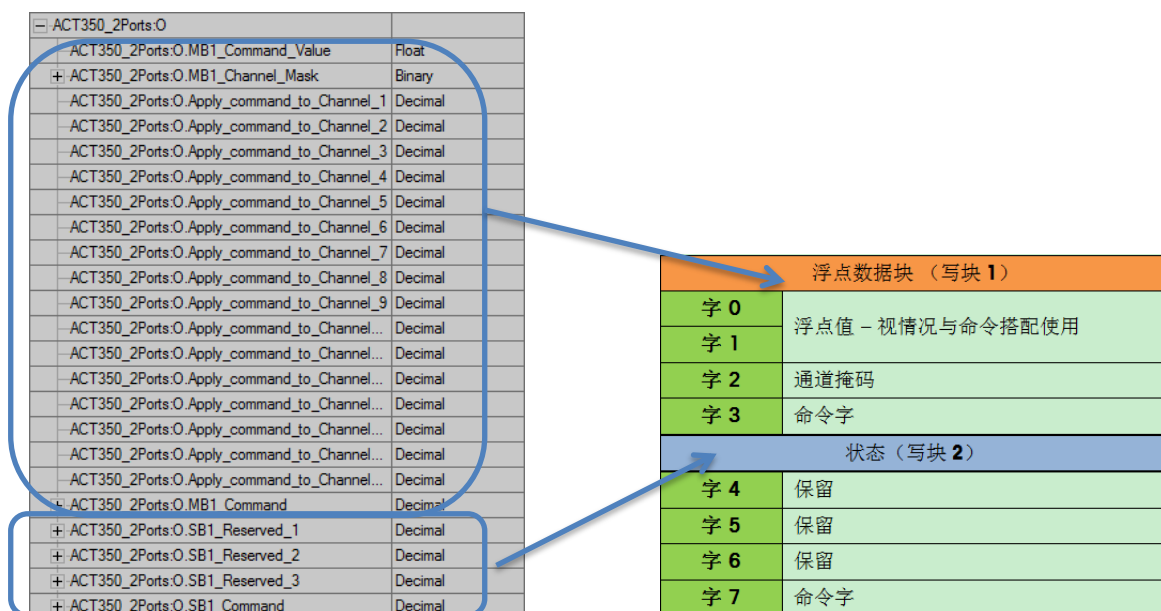 ACT350_2Ports:O
ACT350_2Ports:O.MB1_Command_Value Float
ACT350_2Ports:O.MB1_Channel_Mask Binary
ACT350_2Ports:O.Apply_command_to_Channel_1 Decimal
ACT350_2Ports:O.Apply_command_to_Channel_2 Decimal
ACT350_2Ports:O.Apply_command_to_Channel_3 Decimal
ACT350_2Ports:O.Apply_command_to_Channel_4 Decimal
ACT350_2Ports:O.Apply_command_to_Channel_5 Decimal
ACT350_2Ports:O.Apply_command_to_Channel_6 Decimal
ACT350_2Ports:O.Apply_command_to_Channel_7 Decimal
ACT350_2Ports:O.Apply_command_to_Channel_8 Decimal
ACT350_2Ports:O.Apply_command_to_Channel_9 Decimal
ACT350_2Ports:O.Apply_command_to_Channel... Decimal
ACT350_2Ports:O.Apply_command_to_Channel... Decimal
ACT350_2Ports:O.Apply_command_to_Channel... Decimal
ACT350_2Ports:O.Apply_command_to_Channel... Decimal
ACT350_2Ports:O.Apply_command_to_Channel... Decimal
ACT350_2Ports:O.Apply_command_to_Channel... Decimal
ACT350_2Ports:O.MB1_Command Decimal
ACT350_2Ports:O.SB1_Reserved_1 Decimal
ACT350_2Ports:O.SB1_Reserved_2 Decimal
ACT350_2Ports:O.SB1_Reserved_3 Decimal
ACT350_2Ports:O.SB1_Command Decimal
浮点数据块 （写块 1）
字 0
浮点值 – 视情况与命令搭配使用
字 1
字 2 通道掩码
字 3 命令字
状态（写块 2）
字 4 保留
字 5 保留
字 6 保留
字 7 命令字